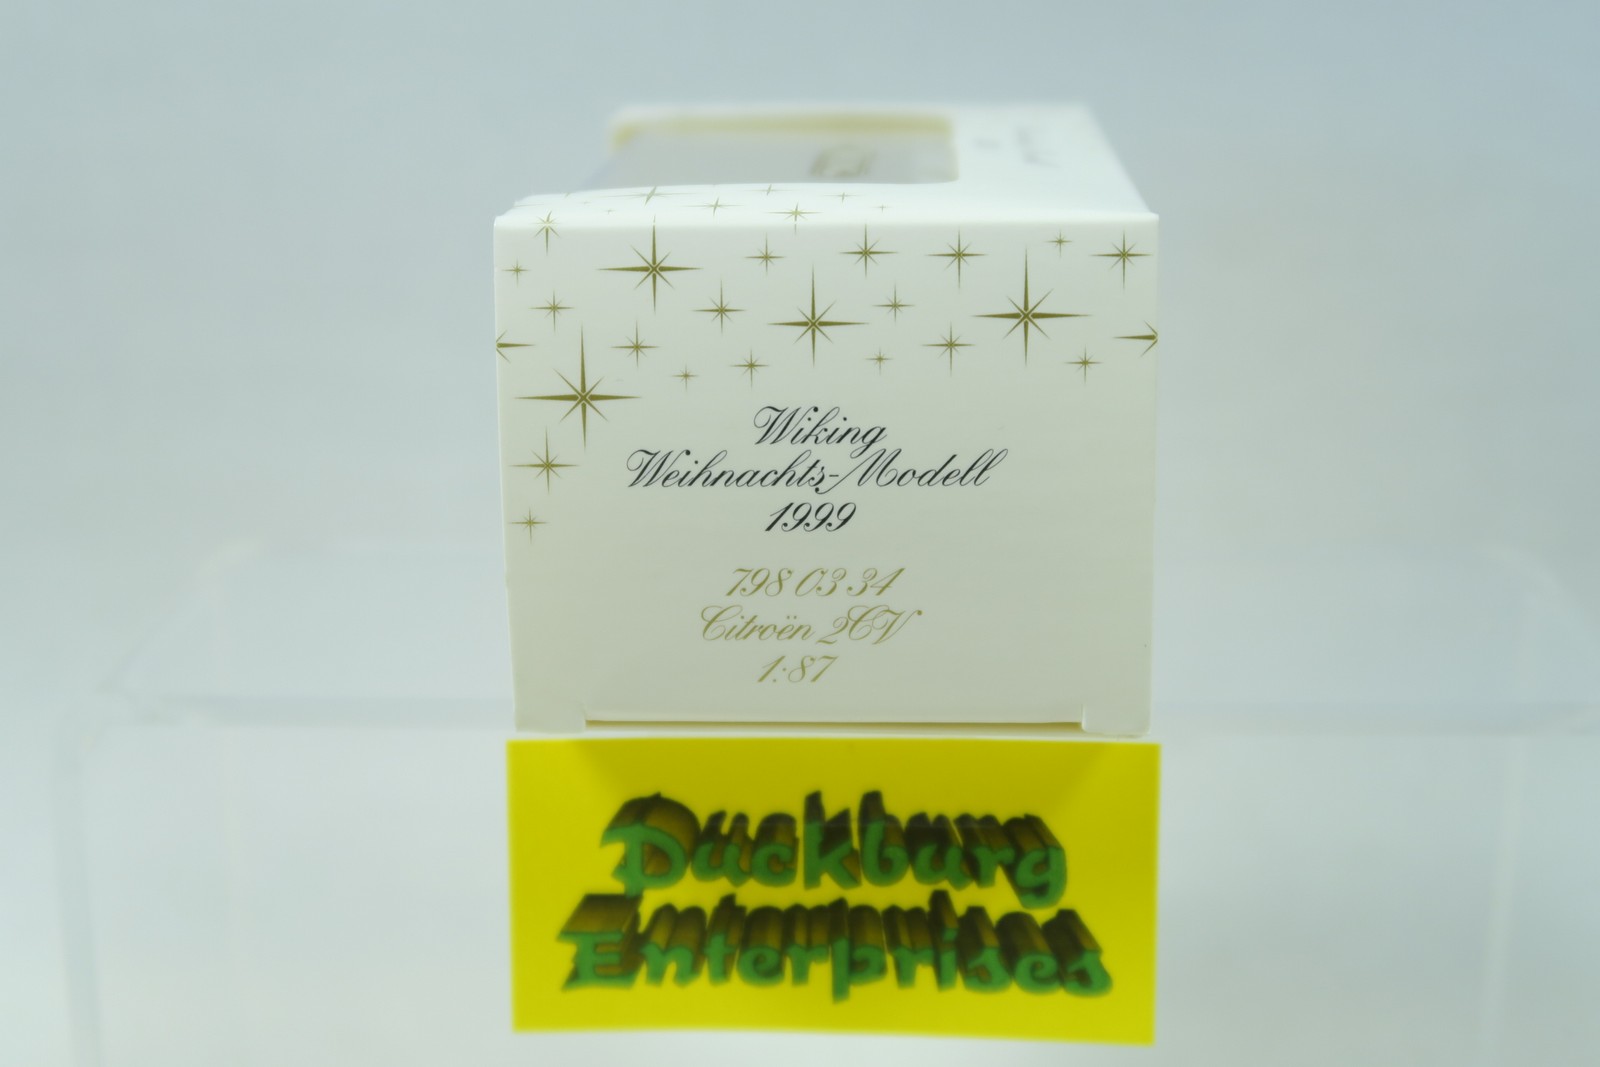 Wiking
Weihnachts-Modell
1999
798 03 34
Citroën 2CV
1:87
Duckburg
Enterprises